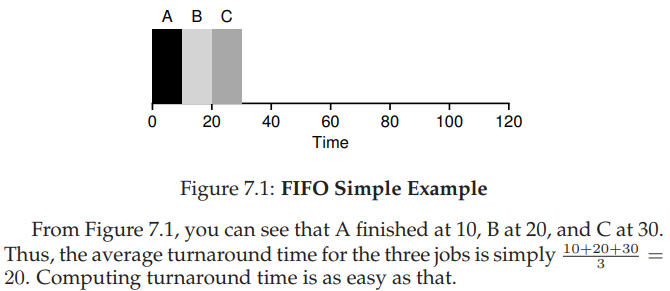 A B C
0 20 40 60 80 100 120
Time
Figure 7.1: FIFO Simple Example
From Figure 7.1, you can see that A finished at 10, B at 20, and C at 30.
Thus, the average turnaround time for the three jobs is simply 10+20+30/3 =
20. Computing turnaround time is as easy as that.